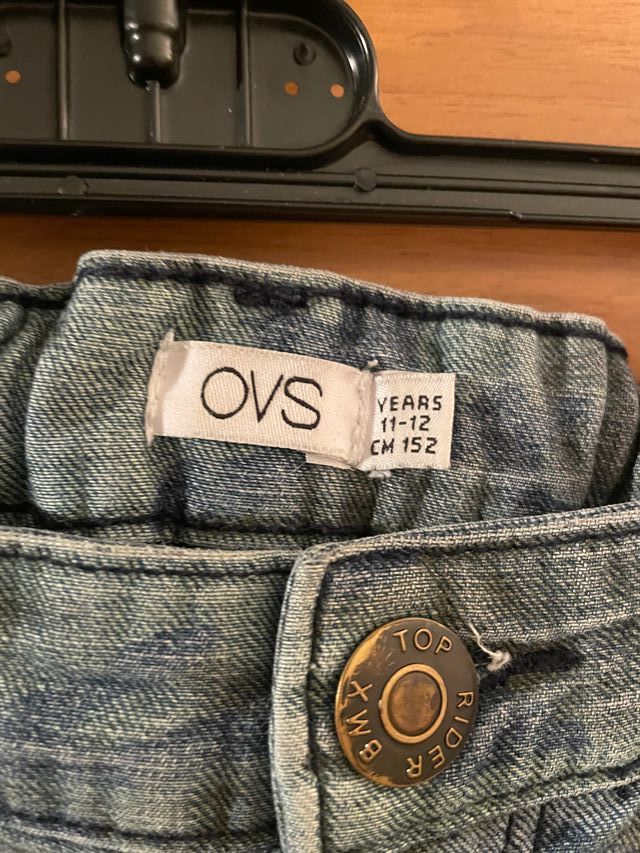 OVS
YEARS
11-12
CM 152
TOP RIDER BMX